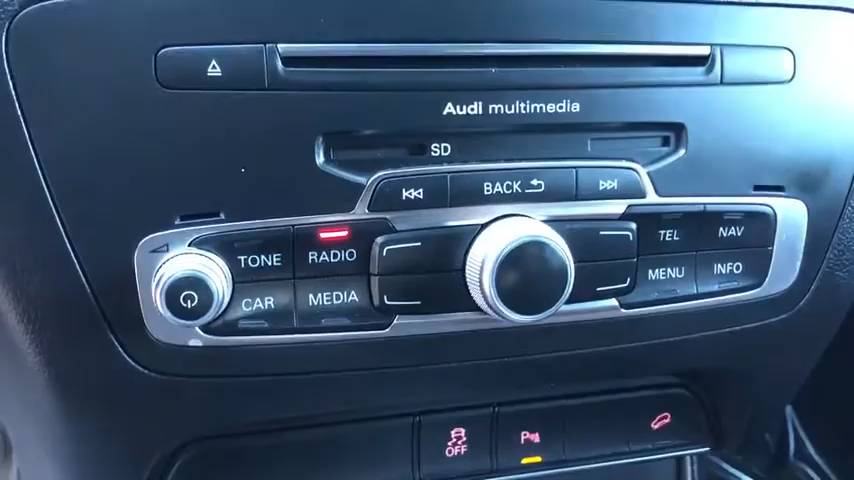 Audi multimedia
SD
BACK
TONE
RADIO
TEL
NAV
CAR
MEDIA
MENU
INFO
OFF
P